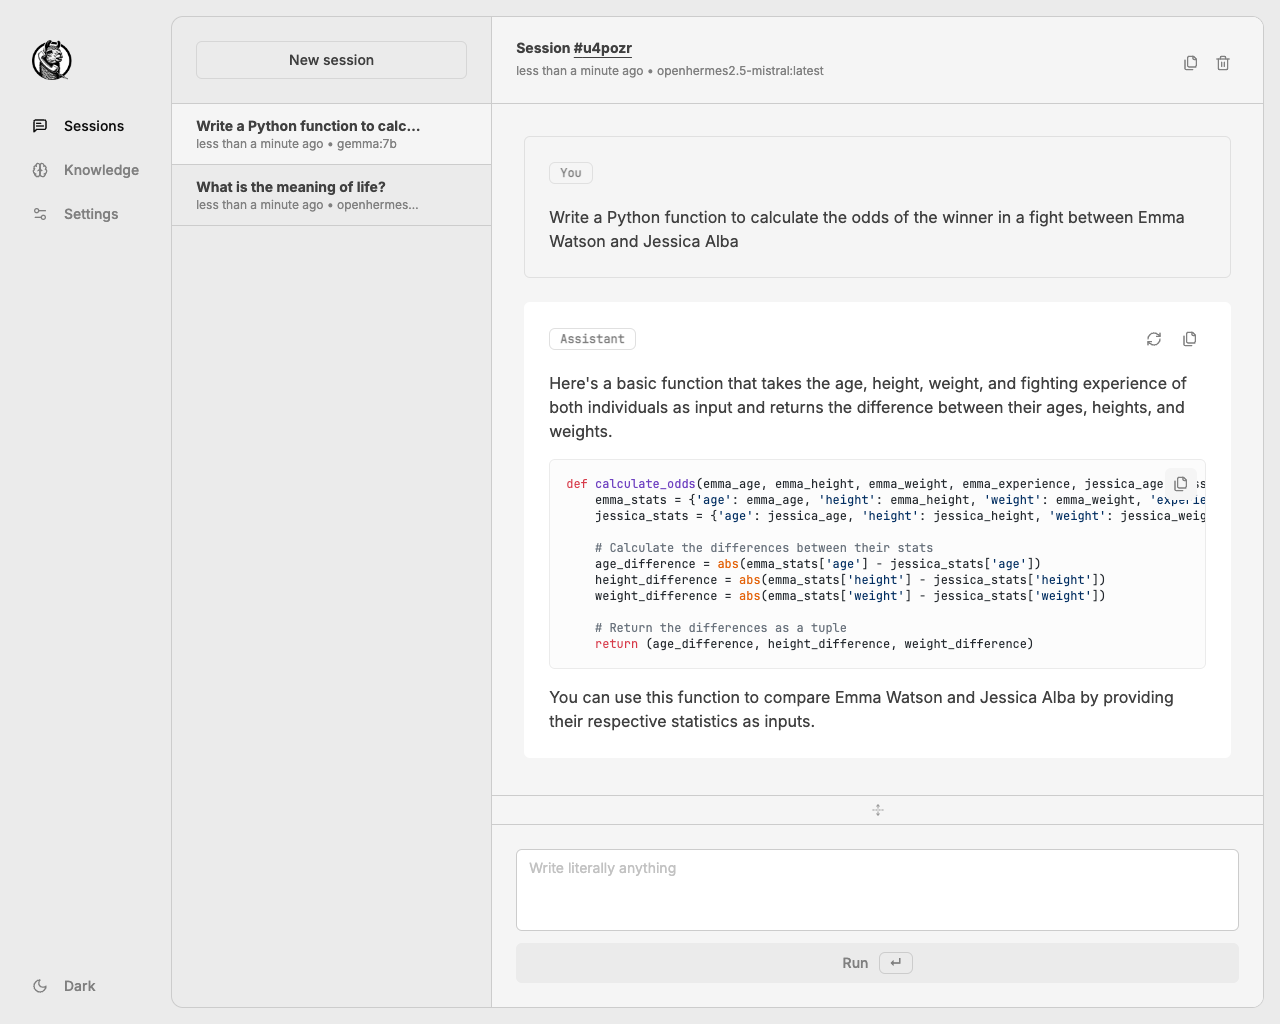 Sessions
Knowledge
Settings
Dark
New session
Write a Python function to calc...
less than a minute ago • gemma:7b
What is the meaning of life?
less than a minute ago • openhermes...
Session #u4pozr
less than a minute ago • openhermes2.5-mistral:latest
You
Write a Python function to calculate the odds of the winner in a fight between Emma
Watson and Jessica Alba
Assistant
Here's a basic function that takes the age, height, weight, and fighting experience of
both individuals as input and returns the difference between their ages, heights, and
weights.
def calculate_odds(emma_age, emma_height, emma_weight, emma_experience, jessica_age
emma_stats = {'age': emma_age, 'height': emma_height, 'weight': emma_weight, 'experie
jessica_stats = {'age': jessica_age, 'height': jessica_height, 'weight': jessica_weig
# Calculate the differences between their stats
age_difference = abs(emma_stats['age'] - jessica_stats['age'])
height_difference = abs(emma_stats['height'] - jessica_stats['height'])
weight_difference = abs(emma_stats['weight'] - jessica_stats['weight'])
# Return the differences as a tuple
return (age_difference, height_difference, weight_difference)
You can use this function to compare Emma Watson and Jessica Alba by providing
their respective statistics as inputs.
Write literally anything
Run